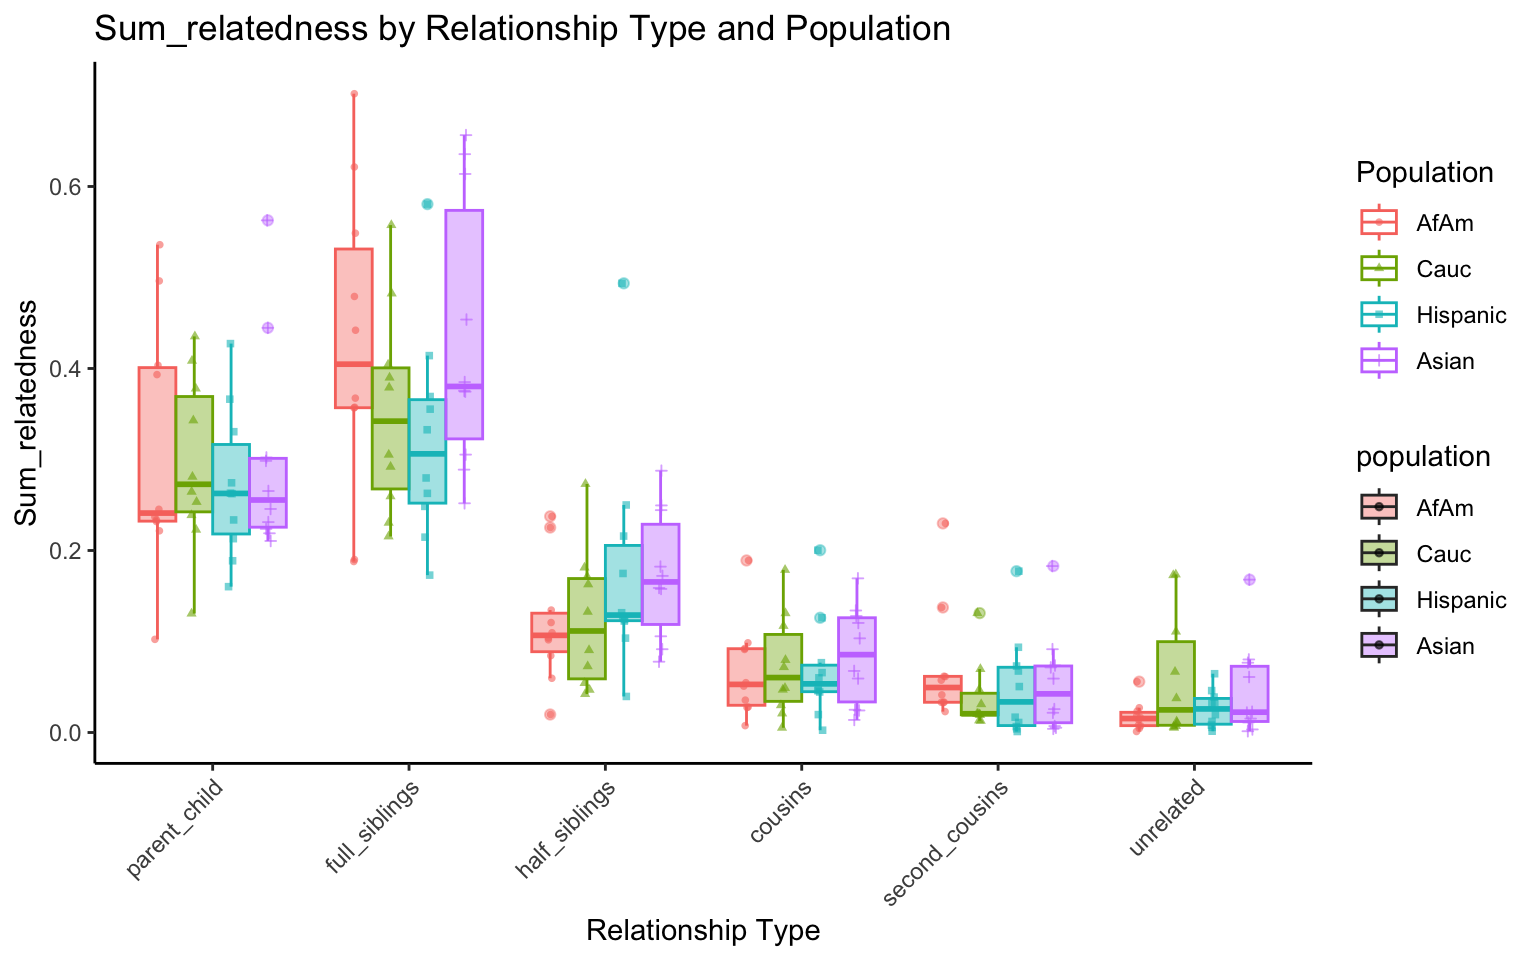 Sum_relatedness by Relationship Type and Population
Sum_relatedness
0.6
0.4
0.2
0.0
parent_child
full_siblings
half_siblings
cousins
second_cousins
unrelated
Relationship Type
Population
AfAm
Cauc
Hispanic
Asian
population
AfAm
Cauc
Hispanic
Asian